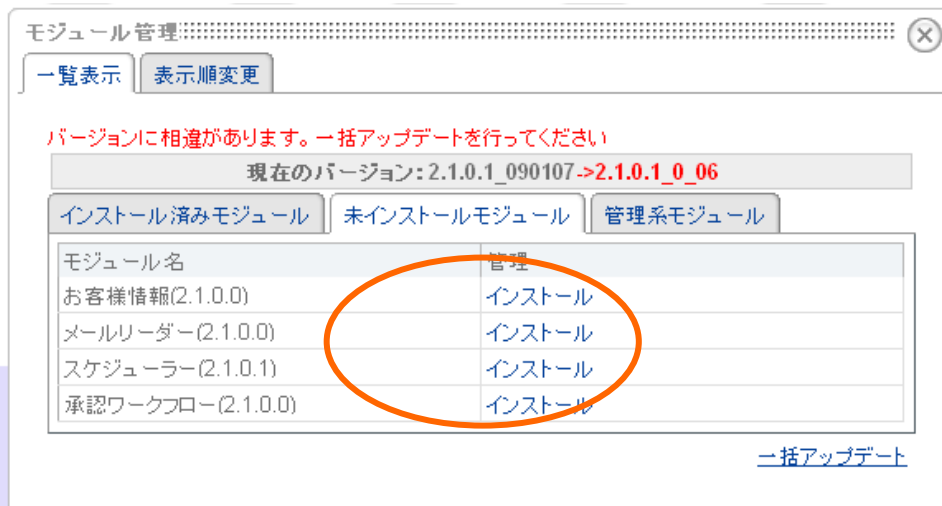 モジュール管理
一覧表示 表示順変更
バージョンに相違があります。一括アップデートを行ってください
現在のバージョン:2.1.0.1_090107->2.1.0.1_0_06
インストール済みモジュール 未インストールモジュール 管理系モジュール
モジュール名 管理
お客様情報(2.1.0.0) インストール
メールリーダー(2.1.0.0) インストール
スケジューラー(2.1.0.1) インストール
承認ワークフロー(2.1.0.0) インストール
一括アップデート